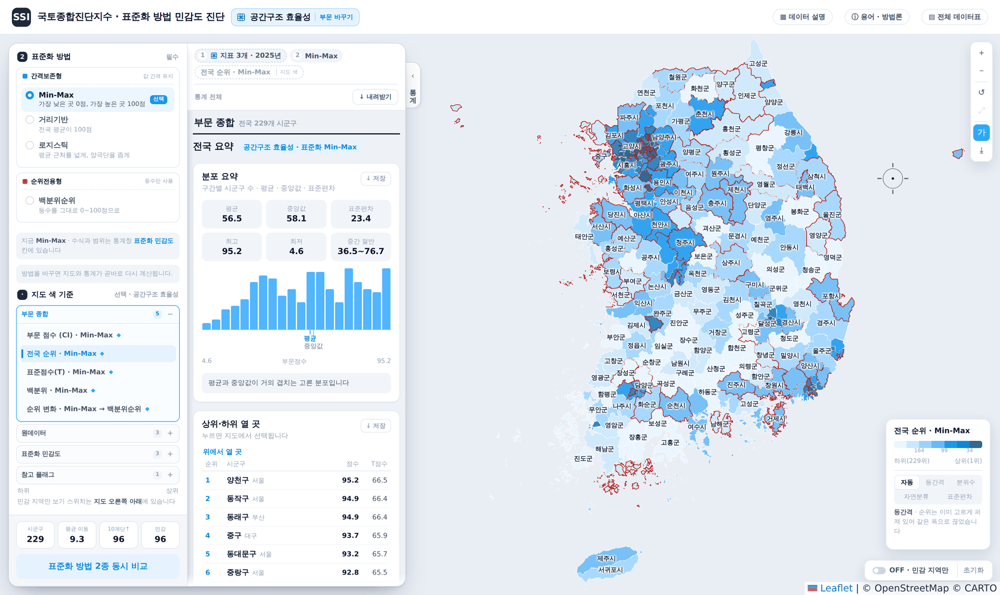 SSI 국토종합진단지수 · 표준화 방법 민감도 진단 공간구조 효율성 부문 바꾸기
데이터 설명 용어 · 방법론 전체 데이터표
2 표준화 방법 필수
간격보존형 값 간격 유지
Min-Max
가장 낮은 곳 0점, 가장 높은 곳 100점 선택
거리기반
전국 평균이 100점
로지스틱
평균 근처를 넓게, 양극단을 좁게
순위전용형 등수만 사용
백분위순위
등수를 그대로 0~100점으로
지금 Min-Max · 수식과 범위는 통계창 표준화 민감도
칸에 있습니다
방법을 바꾸면 지도와 통계가 곧바로 다시 계산됩니다.
지도 색 기준 선택 · 공간구조 효율성
부문 종합 5 −
부문 점수 (CI) · Min-Max
전국 순위 · Min-Max
표준점수(T) · Min-Max
백분위 · Min-Max
순위 변화 · Min-Max → 백분위순위
원데이터 3 +
표준화 민감도 3 +
참고 플래그 1 +
하위 상위
민감 지역만 보기 스위치는 지도 오른쪽 아래에 있습니다
시군구 평균 이동 10계단↑ 민감
229 9.3 96 96
표준화 방법 2종 동시 비교
1 지표 3개 · 2025년 2 Min-Max
전국 순위 · Min-Max 지도 색
통계 전체 ↓ 내려받기
부문 종합 전국 229개 시군구
전국 요약 공간구조 효율성 · 표준화 Min-Max
분포 요약 ↓ 저장
구간별 시군구 수 · 평균 · 중앙값 · 표준편차
평균 중앙값 표준편차
56.5 58.1 23.4
최고 최저 중간 절반
95.2 4.6 36.5~76.7
평균
중앙값
4.6 부문점수 95.2
평균과 중앙값이 거의 겹치는 고른 분포입니다
상위·하위 열 곳 ↓ 저장
누르면 지도에서 선택됩니다
위에서 열 곳
순위 시군구 점수 T점수
1 양천구 서울 95.2 66.5
2 동작구 서울 94.9 66.4
3 동래구 부산 94.9 66.4
4 중구 대구 93.7 65.9
5 동대문구 서울 93.2 65.7
6 중랑구 서울 92.8 65.5
‹ 통계
고성군
철원군 화천군 양구군
연천군 인제군
포천시 양양군
파주시 가평군 춘천시
김포시 남양주시 홍천군 강릉시
고양시 양평군 횡성군 평창군
중구 시흥시 광주시 정선군
여주시 원주시 삼척시
화성시 용인시 이천시 제천시 영월군 태백시
평택시 안성시 음성군 충주시 단양군
당진시 아산시 천안시 영주시 봉화군 울진군
서산시 괴산군
태안군 예산군 청주시 문경시 예천군 영양군
홍성군 공주시 보은군 상주시 안동시 영덕군
보령시 부여군 옥천군 의성군 청송군
서천군 논산시 금산군 영동군 구미시 군위군
익산시 김천시 칠곡군 영천시 포항시
완주군 무주군 성주군 달성군 경산시 경주시
김제시 진안군 거창군 고령군
부안군 정읍시 임실군 장수군 함양군 합천군 청도군
고창군 순창군 남원시 창녕군 밀양시 울주군
영광군 장성군 구례군 산청군 의령군 양산시
담양군 곡성군 진주시 함안군 창원시
함평군 하동군
무안군 나주시 화순군 순천시 고성군
영암군 보성군 여수시 남해군 거제시
장흥군 고흥군
해남군
진도군
제주시
서귀포시
+
−
↺
가
전국 순위 · Min-Max
164 99 34
하위(229위) 상위(1위)
자동 등간격 분위수
자연분류 표준편차
등간격 · 순위는 이미 고르게 퍼
져 있어 같은 폭으로 끊었습니
다
OFF · 민감 지역만 초기화
Leaflet | © OpenStreetMap © CARTO